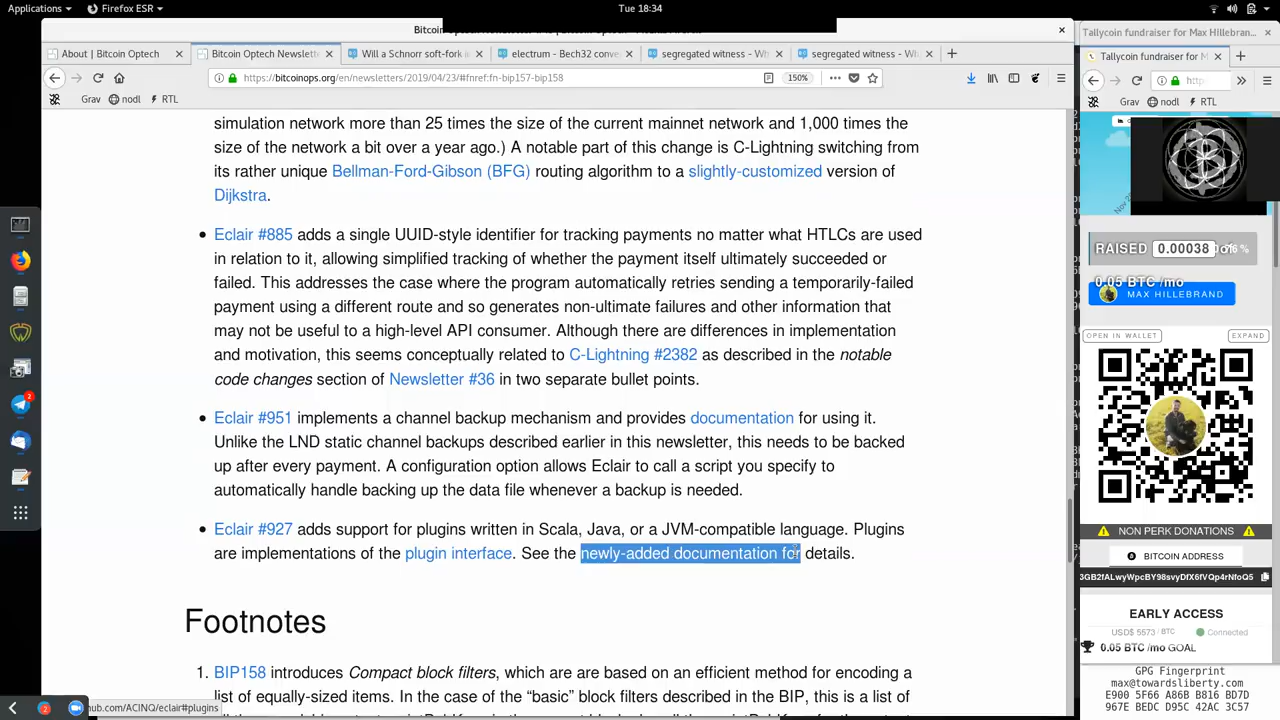 Applications
Firefox ESR
Tue 18:34
Bitcoin
Tallycoin fundraiser for Max Hillebran…
About | Bitcoin Optech
Bitcoin Optech Newslette
Will a Schnorr soft-fork i
electrum - Bech32 conve
segregated witness - Wh
segregated witness - Wi
Tallycoin fundraiser for M
https://bitcoinops.org/en/newsletters/2019/04/23/#fnref:fn-bip157-bip158
150%
Grav
nodl
RTL
Grav
nodl
RTL
simulation network more than 25 times the size of the current mainnet network and 1,000 times the
size of the network a bit over a year ago.) A notable part of this change is C-Lightning switching from
its rather unique Bellman-Ford-Gibson (BFG) routing algorithm to a slightly-customized version of
Dijkstra.
• Eclair #885 adds a single UUID-style identifier for tracking payments no matter what HTLCs are used
in relation to it, allowing simplified tracking of whether the payment itself ultimately succeeded or
failed. This addresses the case where the program automatically retries sending a temporarily-failed
payment using a different route and so generates non-ultimate failures and other information that
may not be useful to a high-level API consumer. Although there are differences in implementation
and motivation, this seems conceptually related to C-Lightning #2382 as described in the notable
code changes section of Newsletter #36 in two separate bullet points.
• Eclair #951 implements a channel backup mechanism and provides documentation for using it.
Unlike the LND static channel backups described earlier in this newsletter, this needs to be backed
up after every payment. A configuration option allows Eclair to call a script you specify to
automatically handle backing up the data file whenever a backup is needed.
• Eclair #927 adds support for plugins written in Scala, Java, or a JVM-compatible language. Plugins
are implementations of the plugin interface. See the newly-added documentation for details.
Footnotes
1. BIP158 introduces Compact block filters, which are are based on an efficient method for encoding a
list of equally-sized items. In the case of the “basic” block filters described in the BIP, this is a list of
hub.com/ACINQ/eclair#plugins
RAISED 0.00038
0.05 BTC /mo
MAX HILLEBRAND
OPEN IN WALLET
EXPAND
NON PERK DONATIONS
BITCOIN ADDRESS
3GB2fALwyWpcBY98svyDfX6fVQp4rNfoQ5
EARLY ACCESS
USD$ 5573 / BTC
Connected
0.05 BTC /mo GOAL
GPG Fingerprint
max@towardsliberty.com
E900 5F66 A86B B816 BD7D
967E BEDC D95C 42AC 3C57